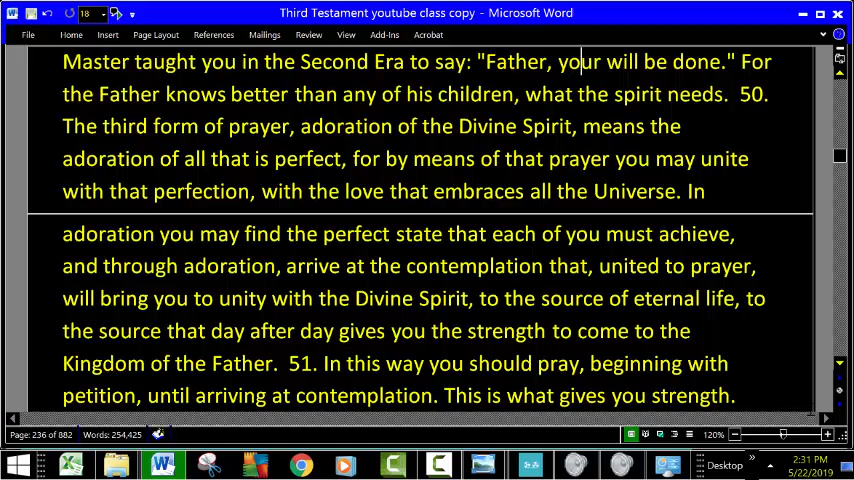 18
Third Testament youtube class copy - Microsoft Word
File Home Insert Page Layout References Mailings Review View Add-Ins Acrobat
Master taught you in the Second Era to say: "Father, your will be done." For
the Father knows better than any of his children, what the spirit needs.  50.
The third form of prayer, adoration of the Divine Spirit, means the
adoration of all that is perfect, for by means of that prayer you may unite
with that perfection, with the love that embraces all the Universe. In
adoration you may find the perfect state that each of you must achieve,
and through adoration, arrive at the contemplation that, united to prayer,
will bring you to unity with the Divine Spirit, to the source of eternal life, to
the source that day after day gives you the strength to come to the
Kingdom of the Father.  51. In this way you should pray, beginning with
petition, until arriving at contemplation. This is what gives you strength.
Page: 236 of 882 Words: 254,425 120%
Desktop 2:31 PM
5/22/2019